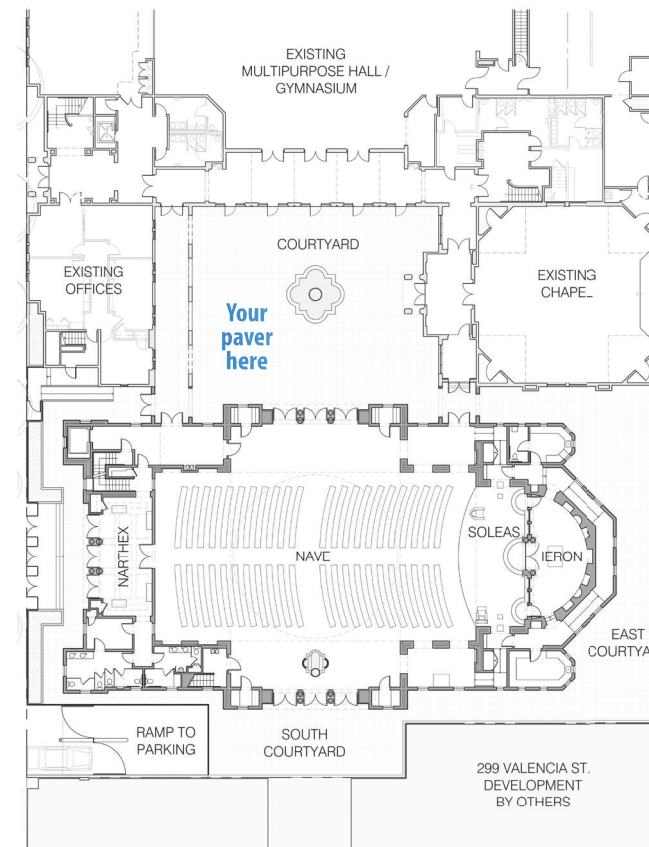 EXISTING
MULTIPURPOSE HALL /
GYMNASIUM
COURTYARD
EXISTING
OFFICES
EXISTING
CHAPE_
Your
paver
here
NARTHEX
NAVE
SOLEAS
IERON
EAST
COURTYA
RAMP TO
PARKING
SOUTH
COURTYARD
299 VALENCIA ST.
DEVELOPMENT
BY OTHERS